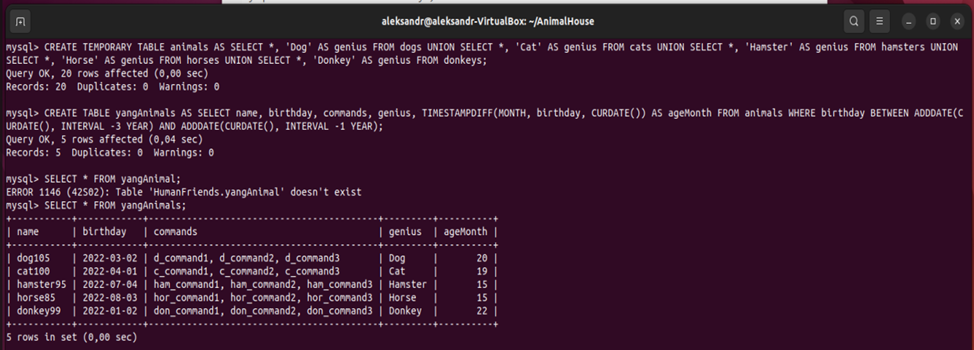 aleksandr@aleksandr-VirtualBox: ~/AnimalHouse
mysql> CREATE TEMPORARY TABLE animals AS SELECT *, 'Dog' AS genius FROM dogs UNION SELECT *, 'Cat' AS genius FROM cats UNION SELECT *, 'Hamster' AS genius FROM hamsters UNION
SELECT *, 'Horse' AS genius FROM horses UNION SELECT *, 'Donkey' AS genius FROM donkeys;
Query OK, 20 rows affected (0,00 sec)
Records: 20  Duplicates: 0  Warnings: 0
mysql> CREATE TABLE yangAnimals AS SELECT name, birthday, commands, genius, TIMESTAMPDIFF(MONTH, birthday, CURDATE()) AS ageMonth FROM animals WHERE birthday BETWEEN ADDDATE(C
URDATE(), INTERVAL -3 YEAR) AND ADDDATE(CURDATE(), INTERVAL -1 YEAR);
Query OK, 5 rows affected (0,04 sec)
Records: 5  Duplicates: 0  Warnings: 0
mysql> SELECT * FROM yangAnimal;
ERROR 1146 (42S02): Table 'HumanFriends.yangAnimal' doesn't exist
mysql> SELECT * FROM yangAnimals;
+-----------+------------+---------------------------------------+---------+----------+
| name      | birthday   | commands                              | genius  | ageMonth |
+-----------+------------+---------------------------------------+---------+----------+
| dog105    | 2022-03-02 | d_command1, d_command2, d_command3    | Dog     |       20 |
| cat100    | 2022-04-01 | c_command1, c_command2, c_command3    | Cat     |       19 |
| hamster95 | 2022-07-04 | ham_command1, ham_command2, ham_command3 | Hamster |       15 |
| horse85   | 2022-08-03 | hor_command1, hor_command2, hor_command3 | Horse   |       15 |
| donkey99  | 2022-01-02 | don_command1, don_command2, don_command3 | Donkey  |       22 |
+-----------+------------+---------------------------------------+---------+----------+
5 rows in set (0,00 sec)